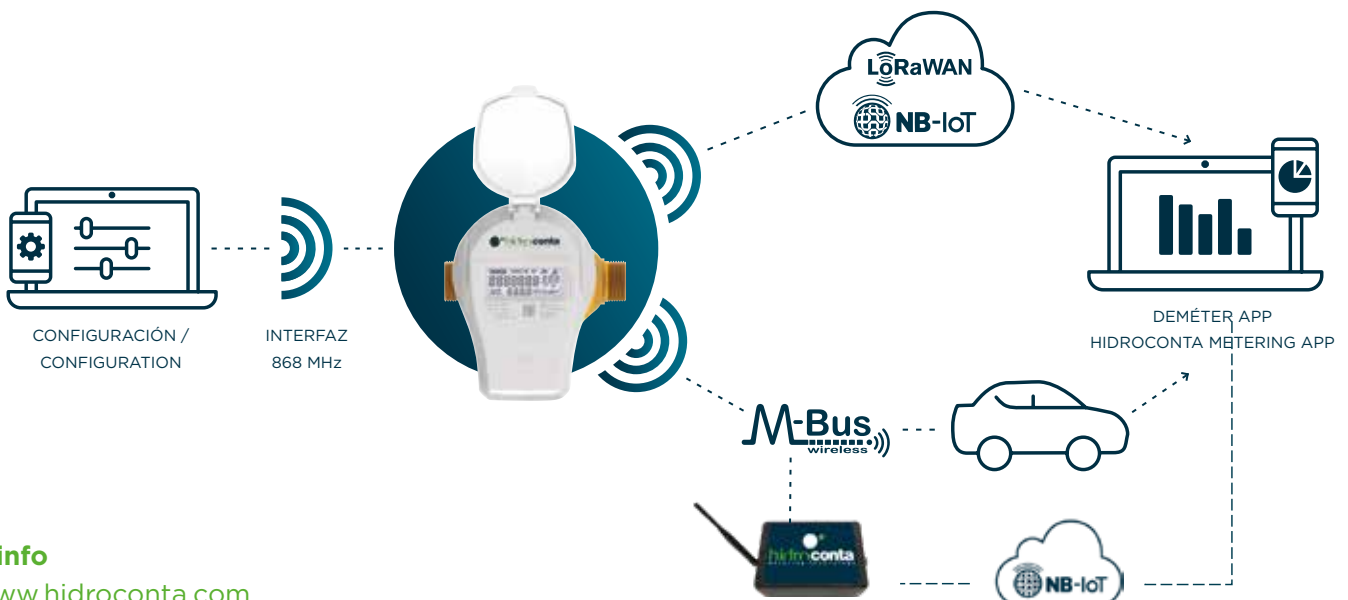 LoRaWAN
NB-IoT
hidroconta
CONFIGURACIÓN /
CONFIGURATION
INTERFAZ
868 MHz
DEMÉTER APP
HIDROCONTA METERING APP
M-Bus
wireless
hidroconta
NB-IoT
info
www.hidroconta.com